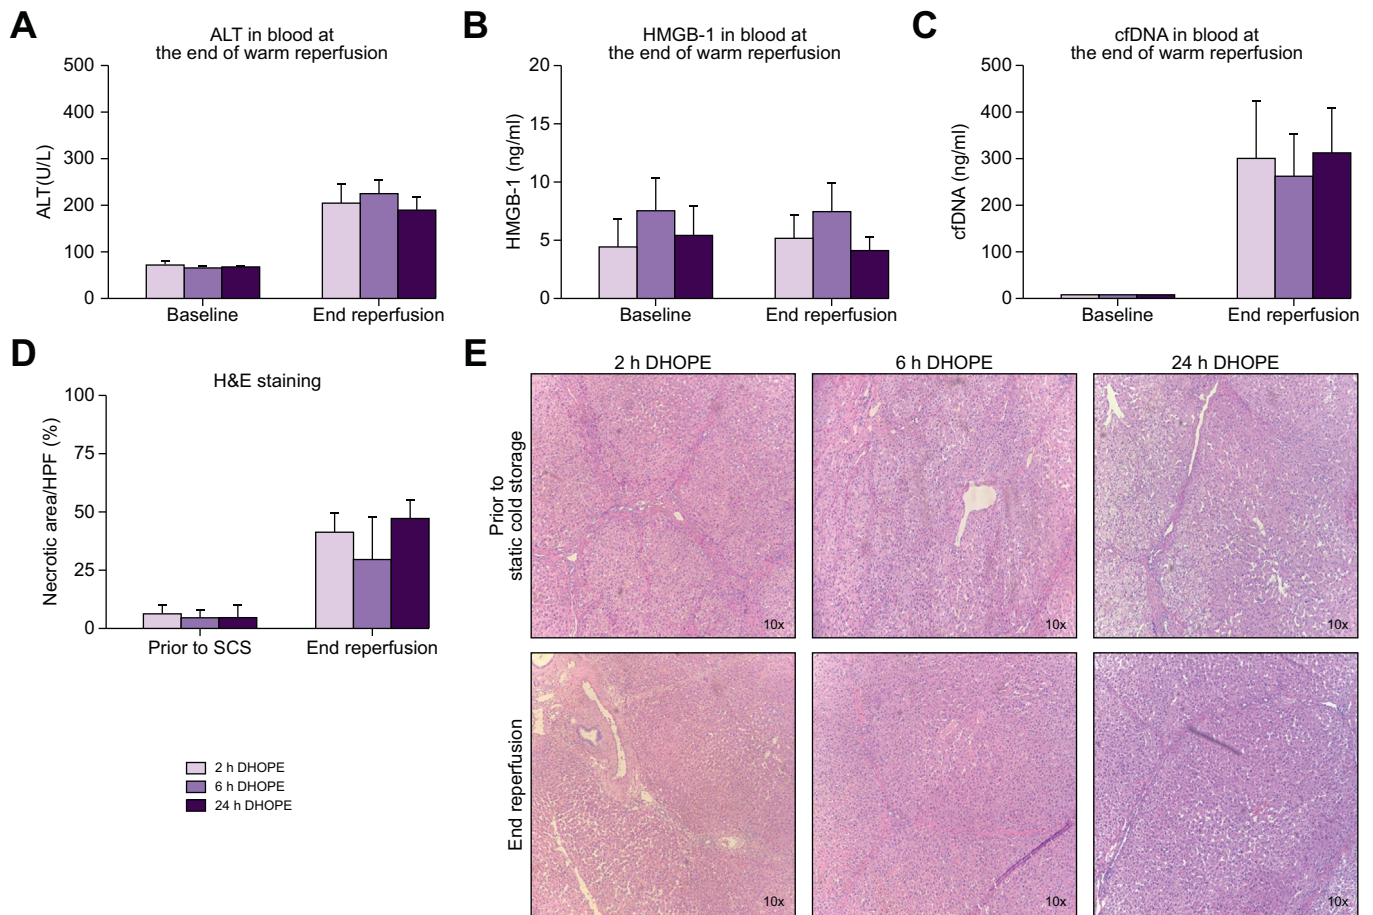 A
ALT in blood at
the end of warm reperfusion
500
400
300
200
100
0
ALT(U/L)
Baseline
End reperfusion
B
HMGB-1 in blood at
the end of warm reperfusion
20
15
10
5
0
HMGB-1 (ng/ml)
Baseline
End reperfusion
C
cfDNA in blood at
the end of warm reperfusion
500
400
300
200
100
0
cfDNA (ng/ml)
Baseline
End reperfusion
D
H&E staining
100
75
50
25
0
Necrotic area/HPF (%)
Prior to SCS
End reperfusion
2 h DHOPE
6 h DHOPE
24 h DHOPE
E
2 h DHOPE
6 h DHOPE
24 h DHOPE
Prior to
static cold storage
10x
10x
10x
End reperfusion
10x
10x
10x